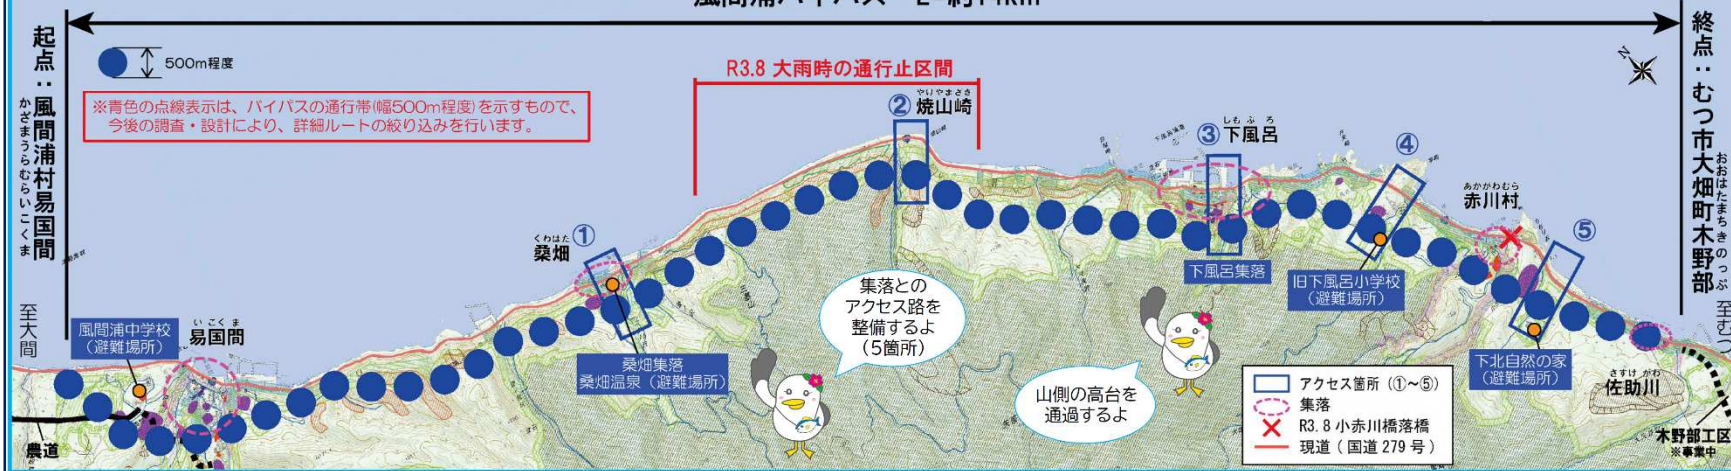 風間浦バイパス L=約14km
起点：風間浦村易国間
かざまうらむらいこくま
至大間
500m程度
※青色の点線表示は、バイパスの通行帯(幅500m程度)を示すもので、
今後の調査・設計により、詳細ルートの絞り込みを行います。
R3.8 大雨時の通行止区間
終点：むつ市大畑町木野部
おおはたまちきのっぷ
至むつ
N
やけやまざき
② 焼山崎
しもふろ
③ 下風呂
④
あかがわむら
赤川村
⑤
くわはた
桑畑
①
風間浦中学校
(避難場所)
いこくま
易国間
農道
桑畑集落
桑畑温泉（避難場所）
集落との
アクセス路を
整備するよ
（5箇所）
下風呂集落
旧下風呂小学校
(避難場所)
山側の高台を
通過するよ
下北自然の家
(避難場所)
さすけがわ
佐助川
木野部工区
※事業中
アクセス箇所（①～⑤）
集落
R3.8 小赤川橋落橋
現道（国道279号）